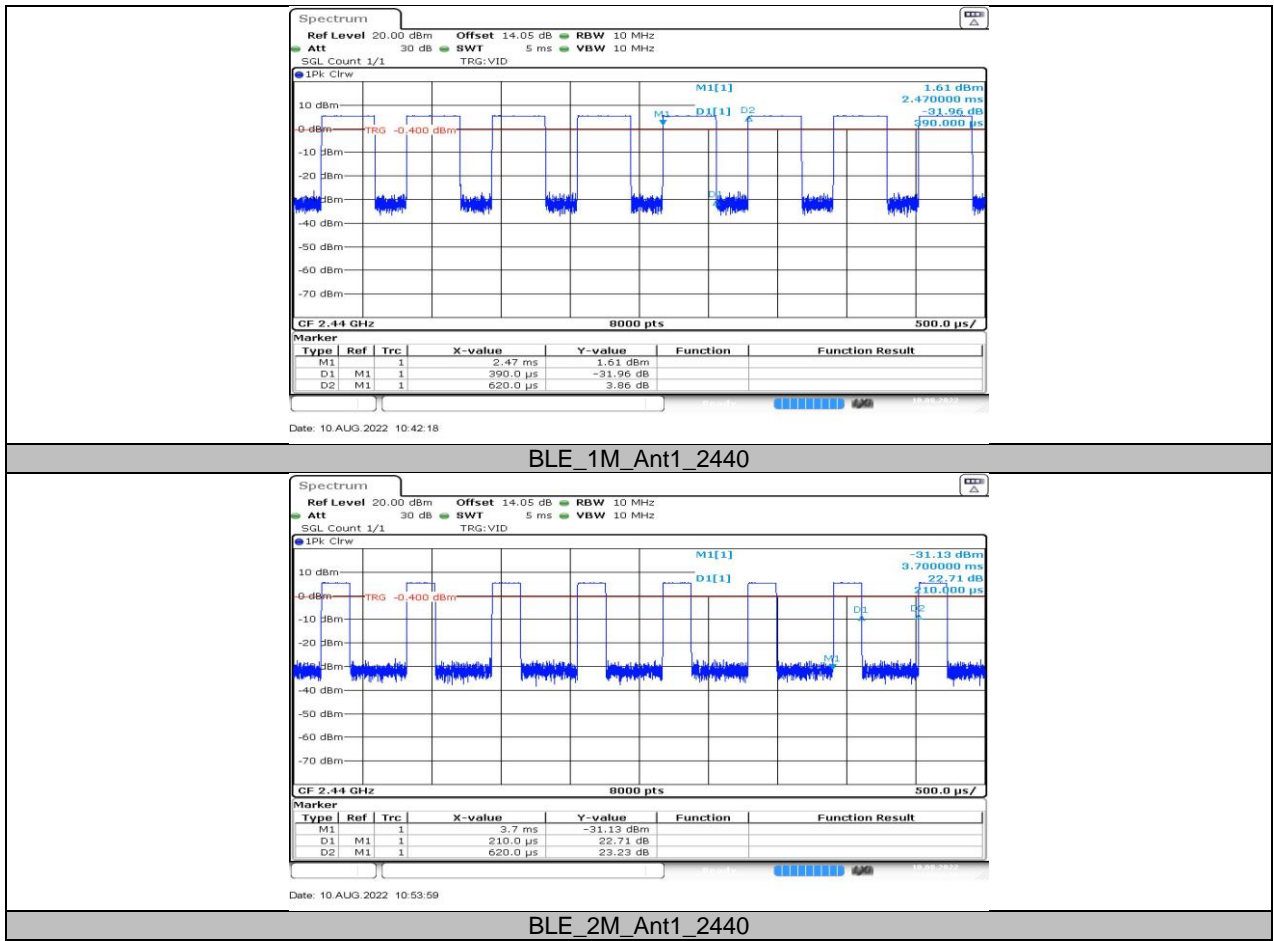 Spectrum
Ref Level 20.00 dBm Offset 14.05 dB RBW 10 MHz
Att 30 dB SWT 5 ms VBW 10 MHz
SGL Count 1/1 TRG:VID
1Pk Clrw
M1[1] 1.61 dBm
2.470000 ms
D1[1] -31.96 dB
390.000 µs
M1 D2
10 dBm
0 dBm
TRG -0.400 dBm
-10 dBm
-20 dBm
dBm
D1
-40 dBm
-50 dBm
-60 dBm
-70 dBm
CF 2.44 GHz 8000 pts 500.0 µs/
Marker
Type Ref Trc X-value Y-value Function Function Result
M1 1 2.47 ms 1.61 dBm
D1 M1 1 390.0 µs -31.96 dB
D2 M1 1 620.0 µs 3.86 dB
Date: 10.AUG.2022 10:42:18
BLE_1M_Ant1_2440
Spectrum
Ref Level 20.00 dBm Offset 14.05 dB RBW 10 MHz
Att 30 dB SWT 5 ms VBW 10 MHz
SGL Count 1/1 TRG:VID
1Pk Clrw
M1[1] -31.13 dBm
3.700000 ms
D1[1] 22.71 dB
210.000 µs
10 dBm
0 dBm
TRG -0.400 dBm
D1 D2
-10 dBm
-20 dBm
M1
dBm
-40 dBm
-50 dBm
-60 dBm
-70 dBm
CF 2.44 GHz 8000 pts 500.0 µs/
Marker
Type Ref Trc X-value Y-value Function Function Result
M1 1 3.7 ms -31.13 dBm
D1 M1 1 210.0 µs 22.71 dB
D2 M1 1 620.0 µs 23.23 dB
Date: 10.AUG.2022 10:53:59
BLE_2M_Ant1_2440